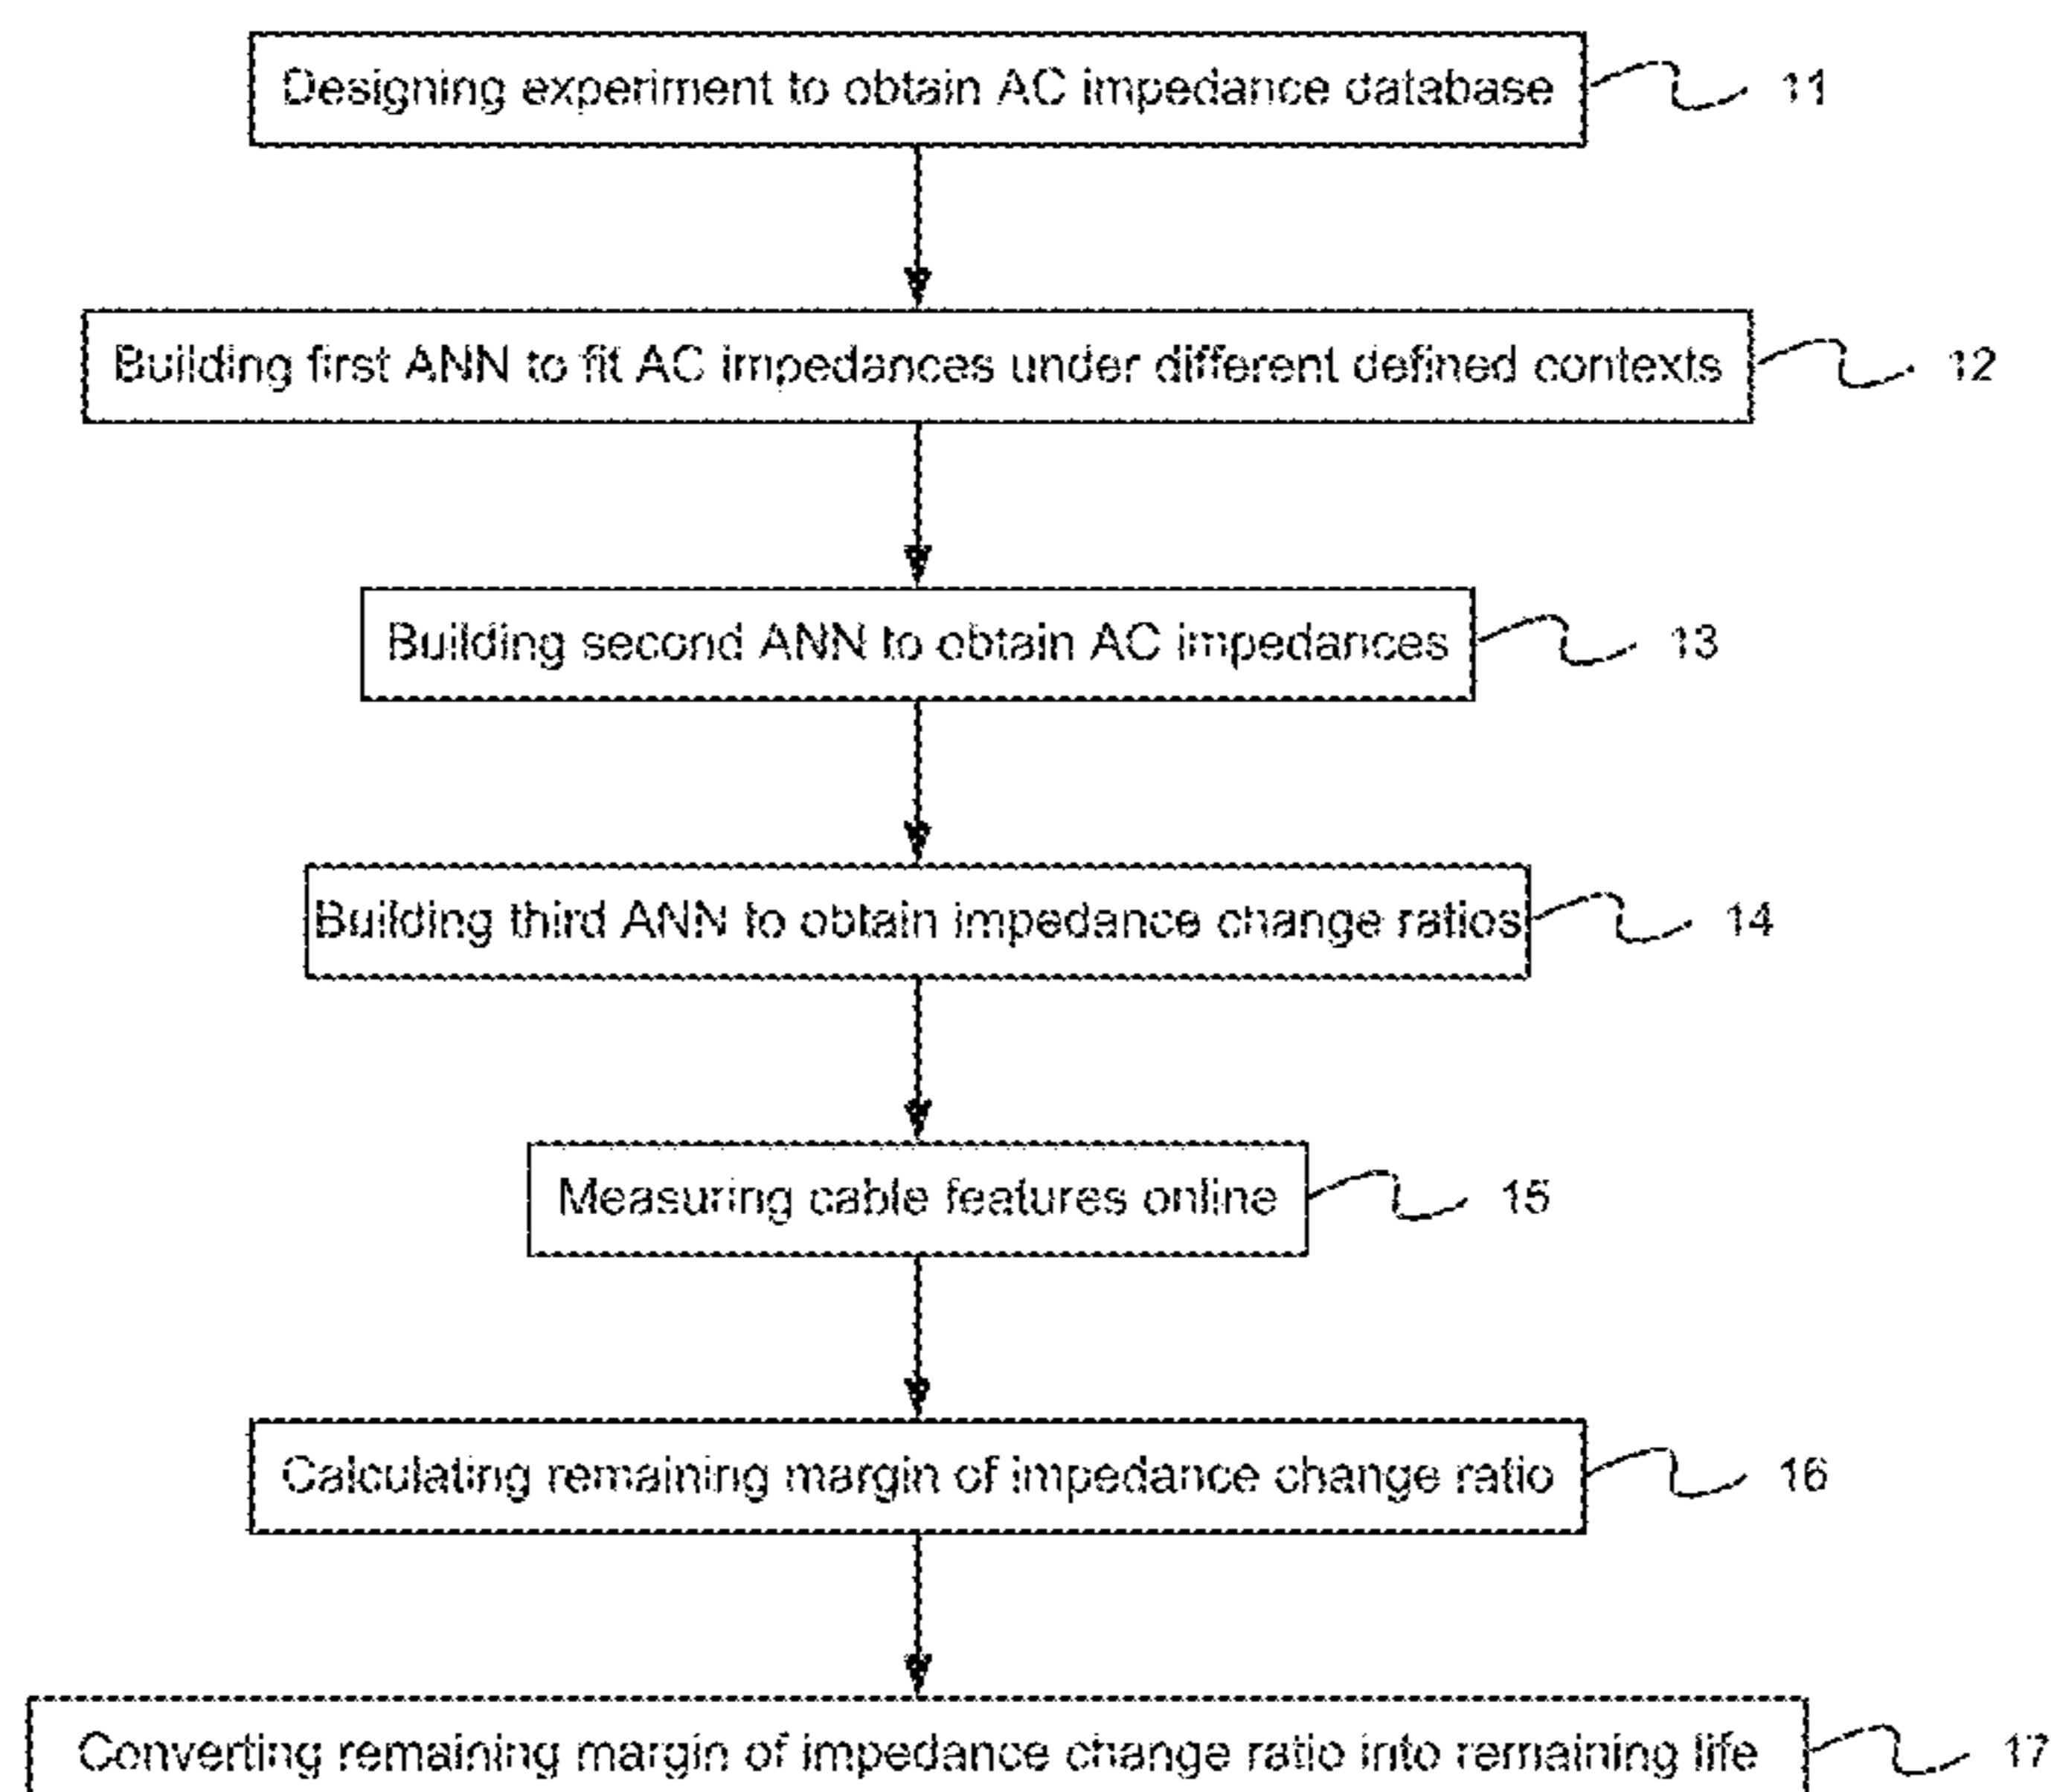 Designing experiment to obtain AC impedance database 11
Building first ANN to fit AC impedances under different defined contexts 12
Building second ANN to obtain AC impedances 13
Building third ANN to obtain impedance change ratios 14
Measuring cable features online 15
Calculating remaining margin of impedance change ratio 16
Converting remaining margin of impedance change ratio into remaining life 17